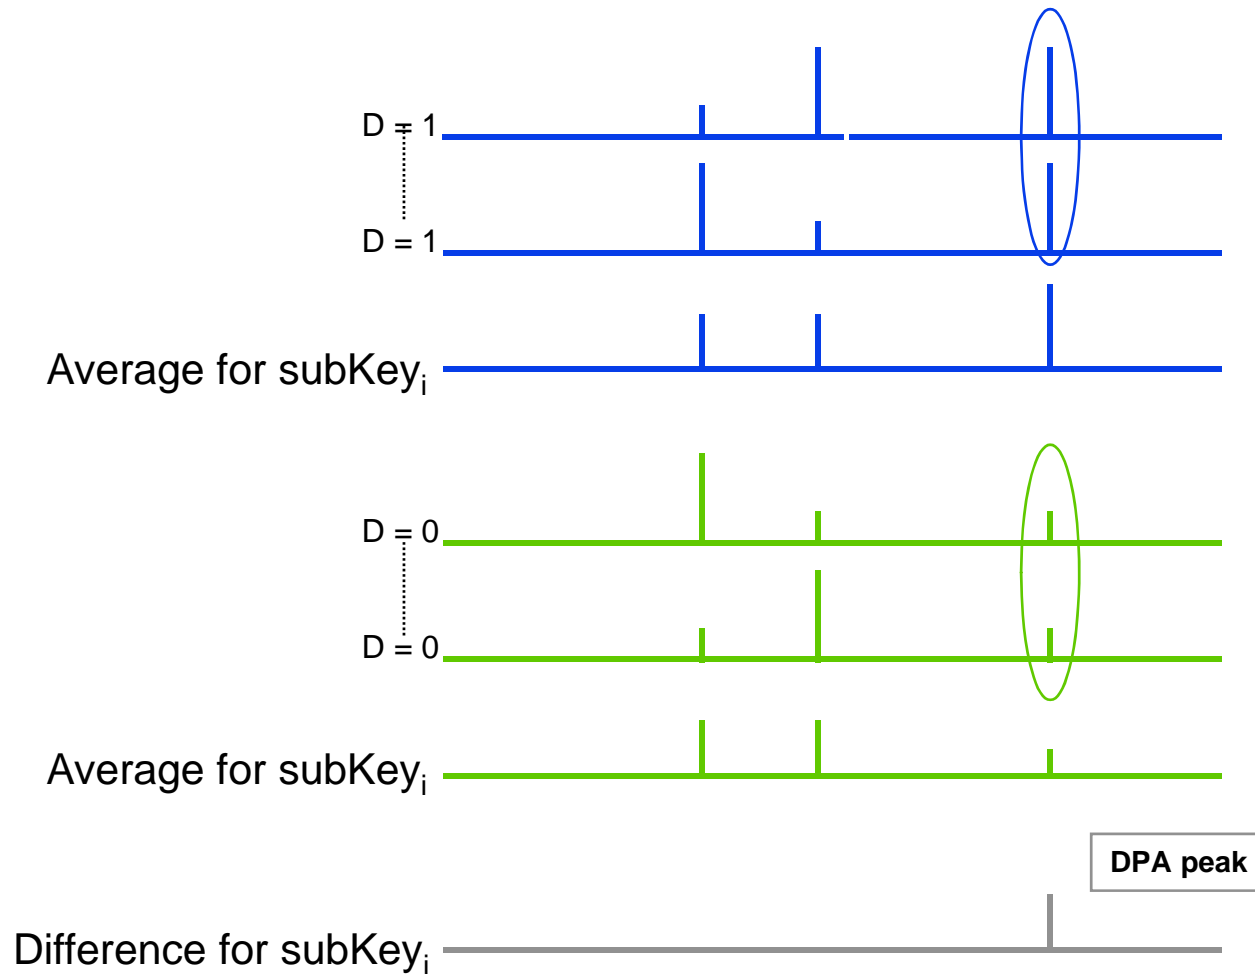 D = 1
D = 1
Average for subKeyᵢ
D = 0
D = 0
Average for subKeyᵢ
DPA peak
Difference for subKeyᵢ